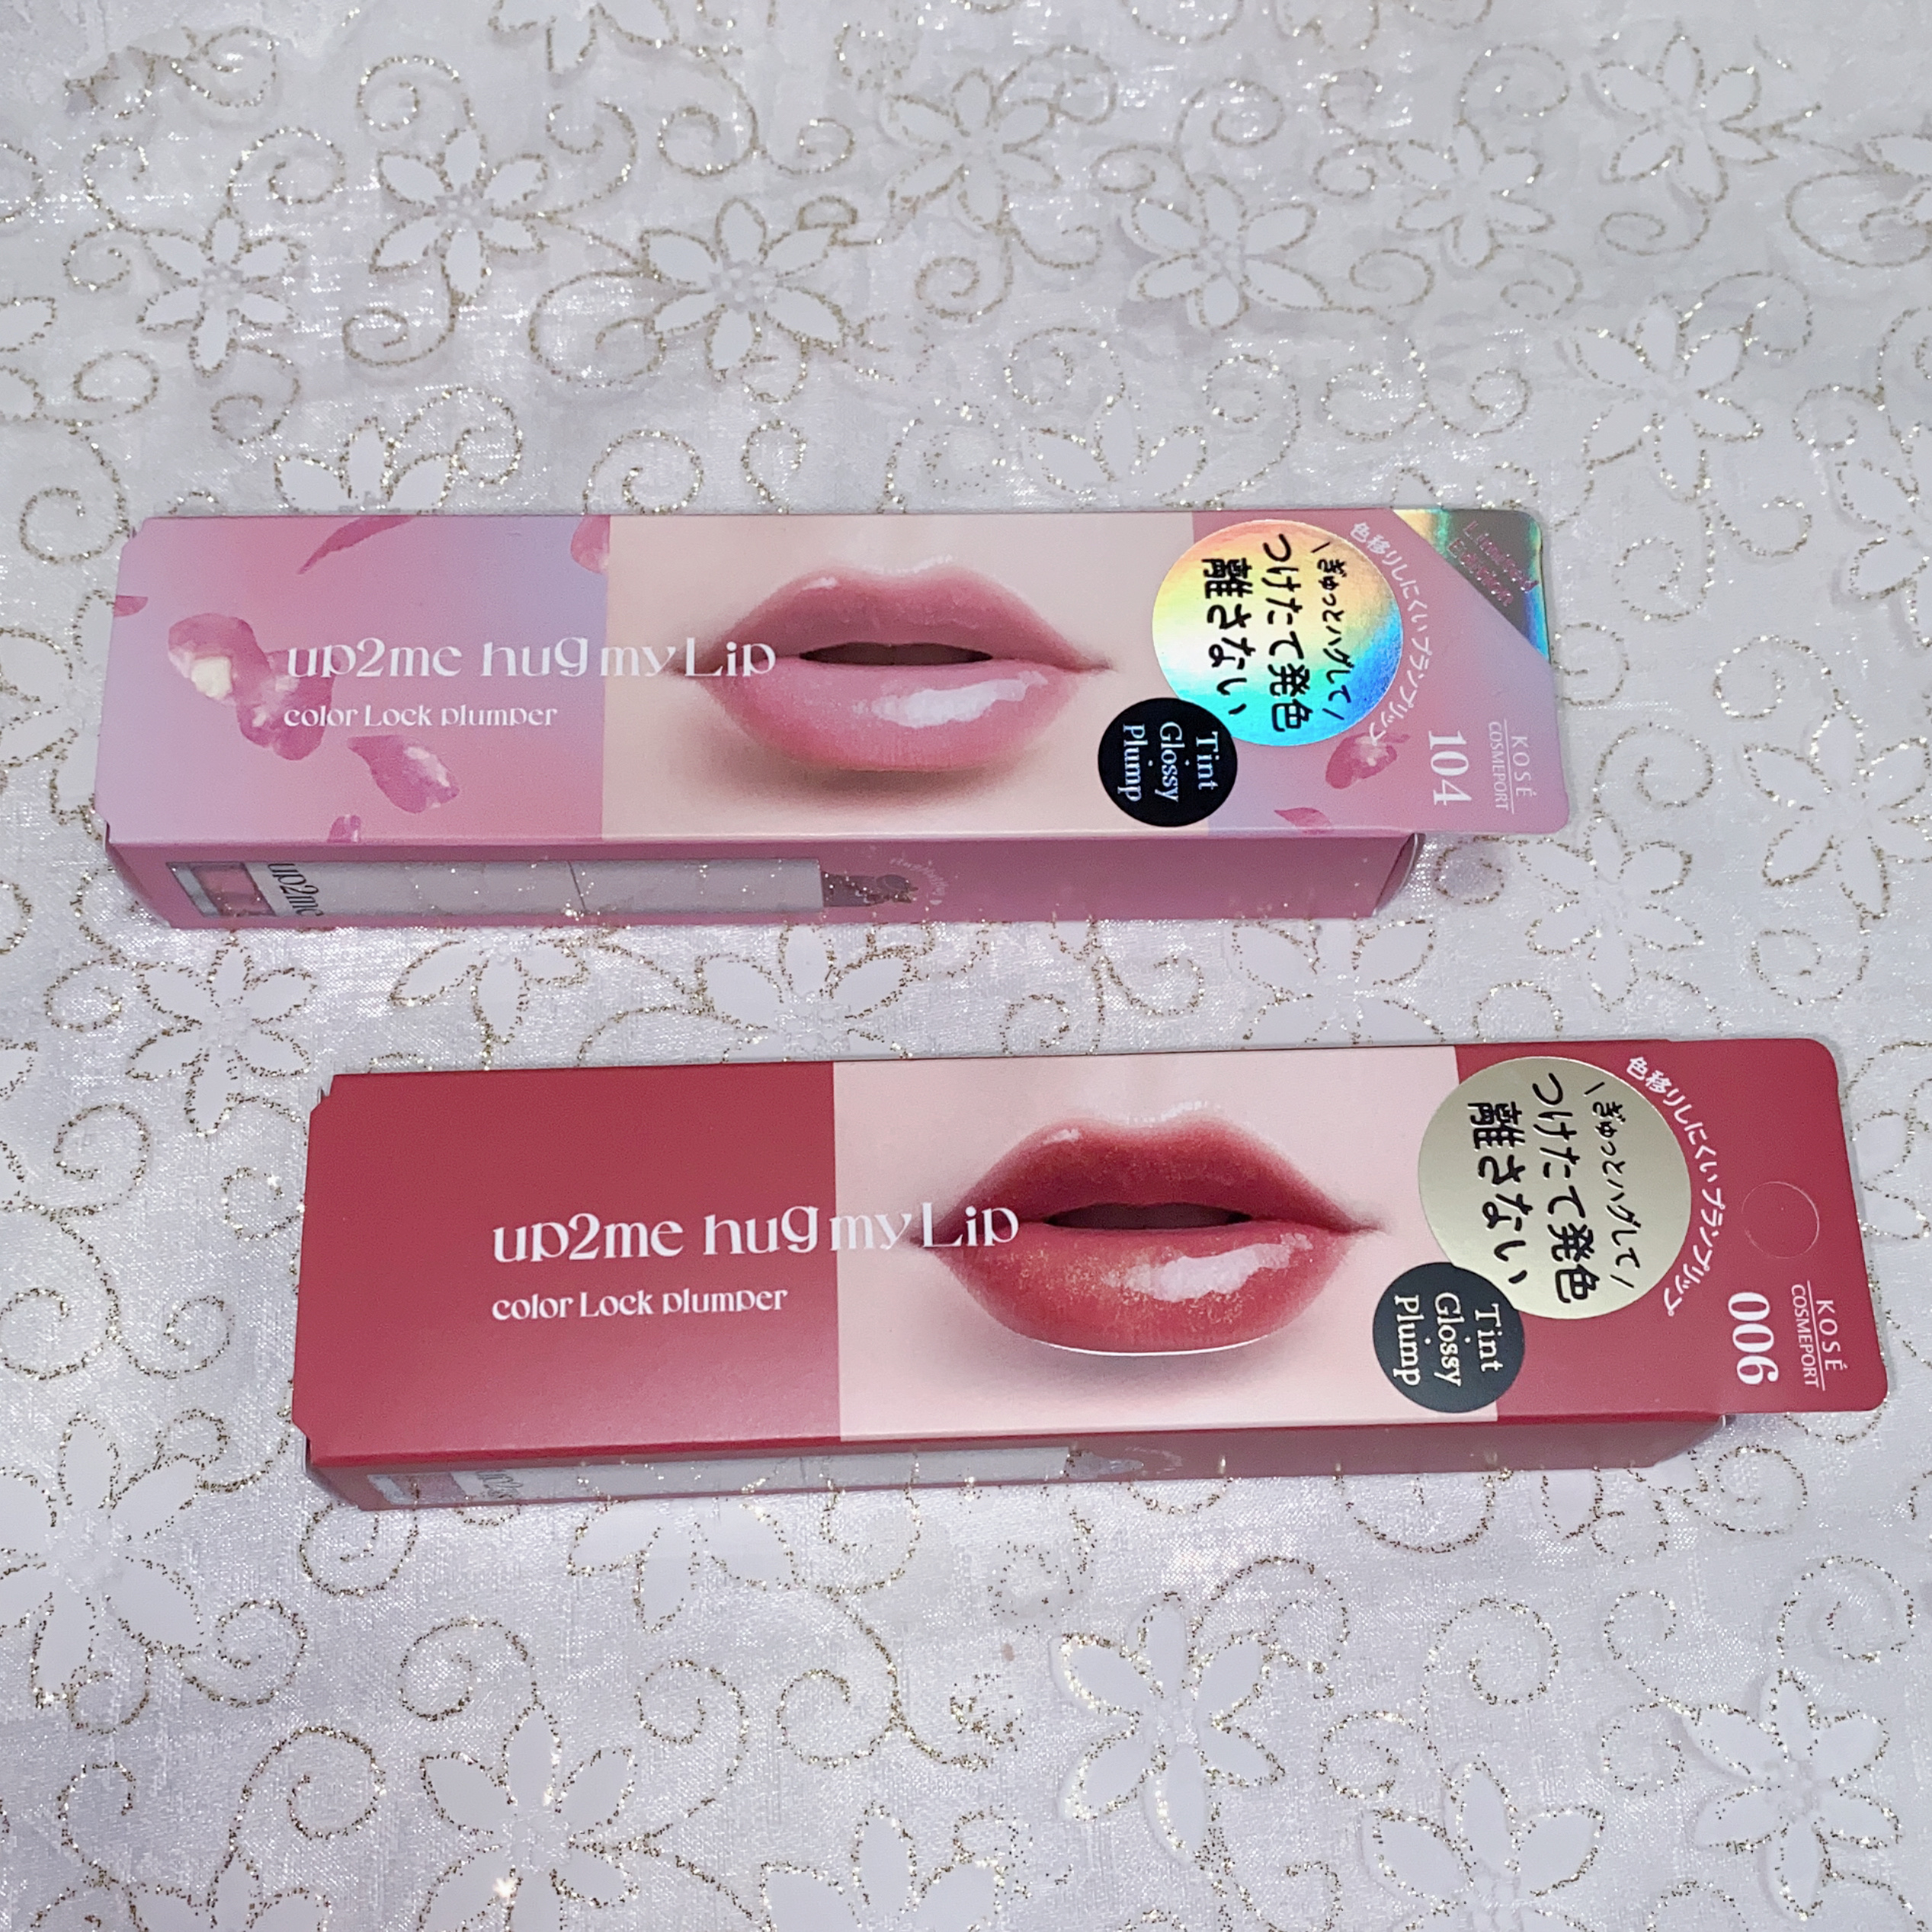 up2me hug my Lip
color Lock plumper
色移りしにくいプランプリップ
\ぎゅっとハグして/
つけたて発色
離さない
Tint
Glossy
Plump
Limited
Edition
104
KOSÉ
COSMEPORT
up2me
up2me hug my Lip
color Lock plumper
色移りしにくいプランプリップ
\ぎゅっとハグして/
つけたて発色
離さない
Tint
Glossy
Plump
006
KOSÉ
COSMEPORT